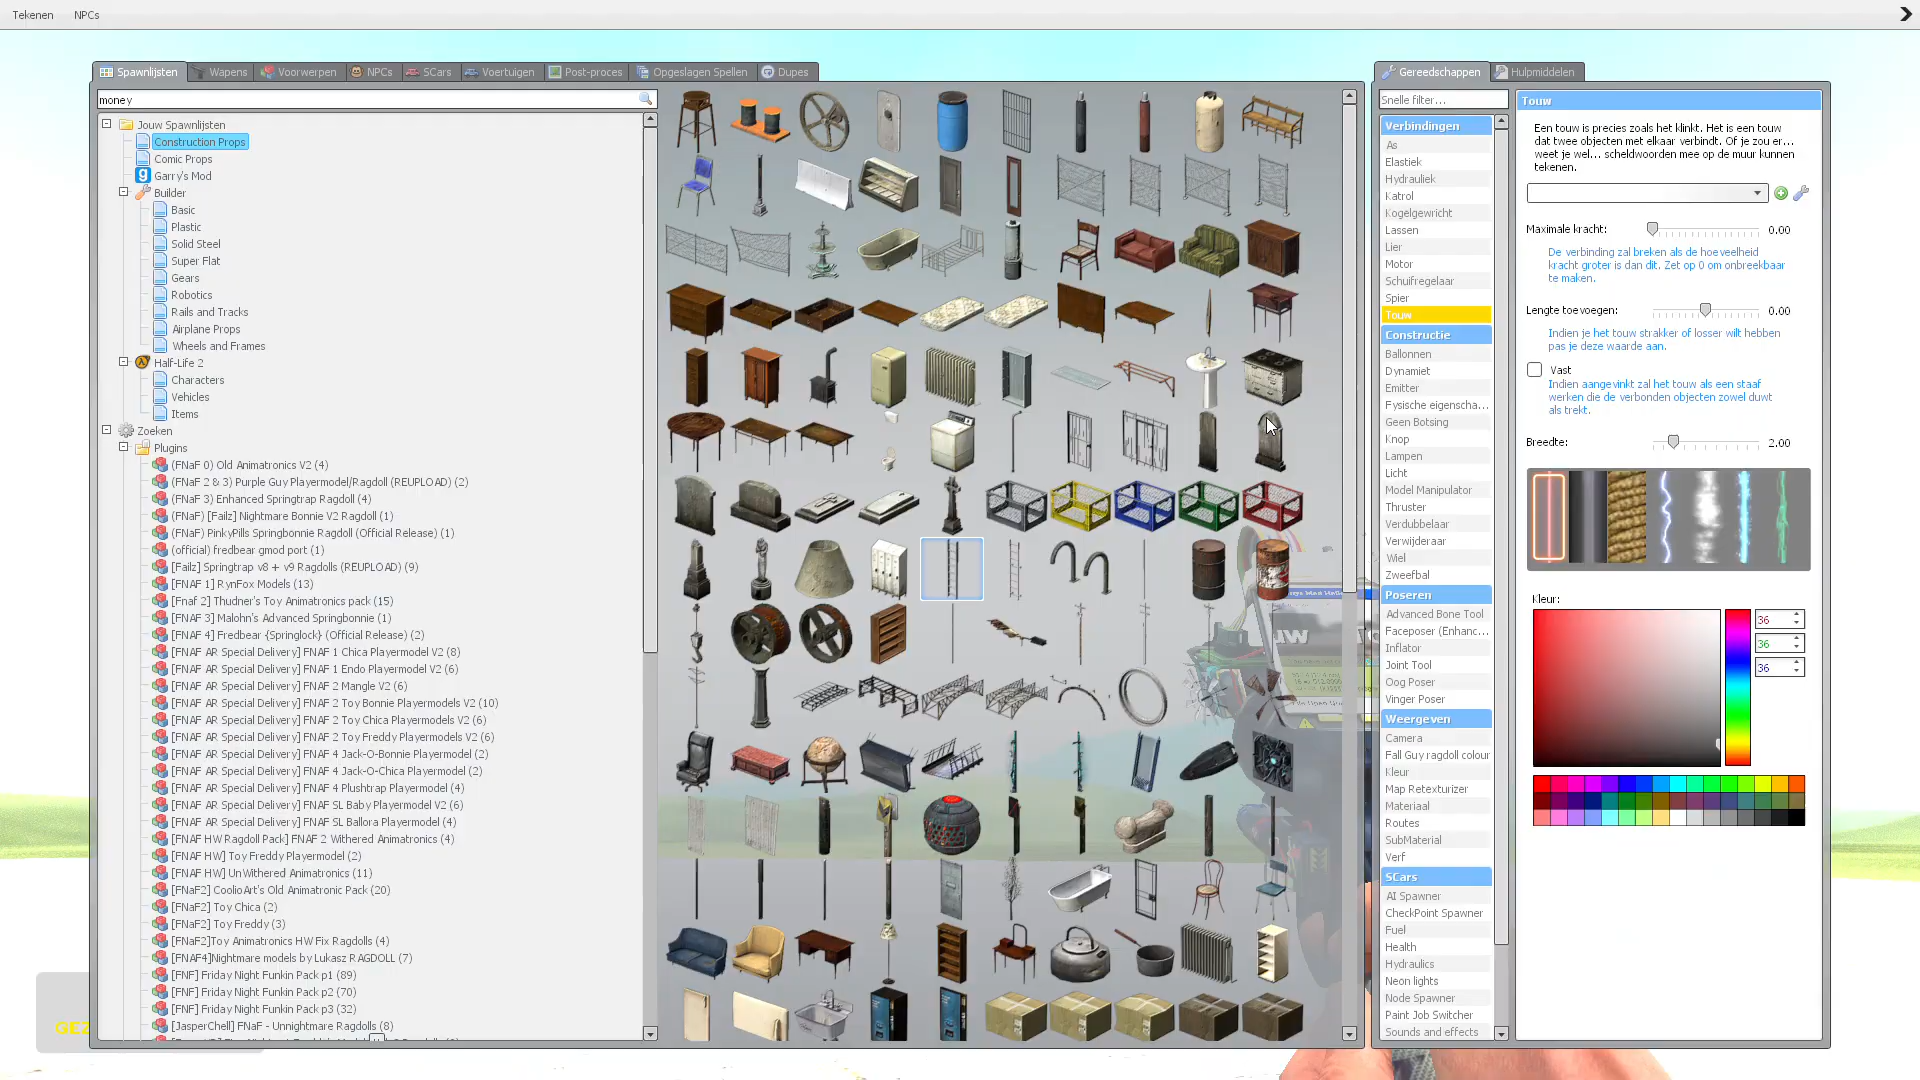 Tekenen NPCs
Spawnlijsten Wapens Voorwerpen NPCs SCars Voertuigen Post-proces Opgeslagen Spellen Dupes
money
Jouw Spawnlijsten
Construction Props
Comic Props
Garry's Mod
Builder
Basic
Plastic
Solid Steel
Super Flat
Gears
Robotics
Rails and Tracks
Airplane Props
Wheels and Frames
Half-Life 2
Characters
Vehicles
Items
Zoeken
Plugins
(FNaF 0) Old Animatronics V2 (4)
(FNaF 2 & 3) Purple Guy Playermodel/Ragdoll (REUPLOAD) (2)
(FNAF 3) Enhanced Springtrap Ragdoll (4)
(FNaF) [Failz] Nightmare Bonnie V2 Ragdoll (1)
(FNaF) PinkyPills Springbonnie Ragdoll (Official Release) (1)
(official) fredbear gmod port (1)
[Failz] Springtrap v8 + v9 Ragdolls (REUPLOAD) (9)
[FNAF 1] RynFox Models (13)
[Fnaf 2] Thudner's Toy Animatronics pack (15)
[FNAF 3] Malohn's Advanced Springbonnie (1)
[FNAF 4] Fredbear {Springlock} (Official Release) (2)
[FNAF AR Special Delivery] FNAF 1 Chica Playermodel V2 (8)
[FNAF AR Special Delivery] FNAF 1 Endo Playermodel V2 (6)
[FNAF AR Special Delivery] FNAF 2 Mangle V2 (6)
[FNAF AR Special Delivery] FNAF 2 Toy Bonnie Playermodels V2 (10)
[FNAF AR Special Delivery] FNAF 2 Toy Chica Playermodels V2 (6)
[FNAF AR Special Delivery] FNAF 2 Toy Freddy Playermodels V2 (6)
[FNAF AR Special Delivery] FNAF 4 Jack-O-Bonnie Playermodel (2)
[FNAF AR Special Delivery] FNAF 4 Jack-O-Chica Playermodel (2)
[FNAF AR Special Delivery] FNAF 4 Plushtrap Playermodel (4)
[FNAF AR Special Delivery] FNAF SL Baby Playermodel V2 (6)
[FNAF AR Special Delivery] FNAF SL Ballora Playermodel (4)
[FNAF HW Ragdoll Pack] FNAF 2 Withered Animatronics (4)
[FNAF HW] Toy Freddy Playermodel (2)
[FNAF HW] UnWithered Animatronics (11)
[FNaF2] CoolioArt's Old Animatronic Pack (20)
[FNaF2] Toy Chica (2)
[FNaF2] Toy Freddy (3)
[FNaF2]Toy Animatronics HW Fix Ragdolls (4)
[FNAF4]Nightmare models by Lukasz RAGDOLL (7)
[FNF] Friday Night Funkin Pack p1 (89)
[FNF] Friday Night Funkin Pack p2 (70)
[FNF] Friday Night Funkin Pack p3 (32)
[JasperChell] FNaF - Unnightmare Ragdolls (8)
GEZ
Gereedschappen Hulpmiddelen
Snelle filter...
Verbindingen
As
Elastiek
Hydrauliek
Katrol
Kogelgewricht
Lassen
Lier
Motor
Schuifregelaar
Spier
Touw
Constructie
Ballonnen
Dynamiet
Emitter
Fysische eigenscha...
Geen Botsing
Knop
Lampen
Licht
Model Manipulator
Thruster
Verdubbelaar
Verwijderaar
Wiel
Zweefbal
Poseren
Advanced Bone Tool
Faceposer (Enhanc...
Inflator
Joint Tool
Oog Poser
Vinger Poser
Weergeven
Camera
Fall Guy ragdoll colour
Kleur
Map Retexturizer
Materiaal
Routes
SubMaterial
Verf
SCars
AI Spawner
CheckPoint Spawner
Fuel
Health
Hydraulics
Neon lights
Node Spawner
Paint Job Switcher
Sounds and effects
Touw
Een touw is precies zoals het klinkt. Het is een touw
dat twee objecten met elkaar verbindt. Of je zou er...
weet je wel... scheldwoorden mee op de muur kunnen
tekenen.
Maximale kracht: 0.00
De verbinding zal breken als de hoeveelheid
kracht groter is dan dit. Zet op 0 om onbreekbaar
te maken.
Lengte toevoegen: 0.00
Indien je het touw strakker of losser wilt hebben
pas je deze waarde aan.
Vast
Indien aangevinkt zal het touw als een staaf
werken die de verbonden objecten zowel duwt
als trekt.
Breedte: 2.00
Kleur:
36
36
36